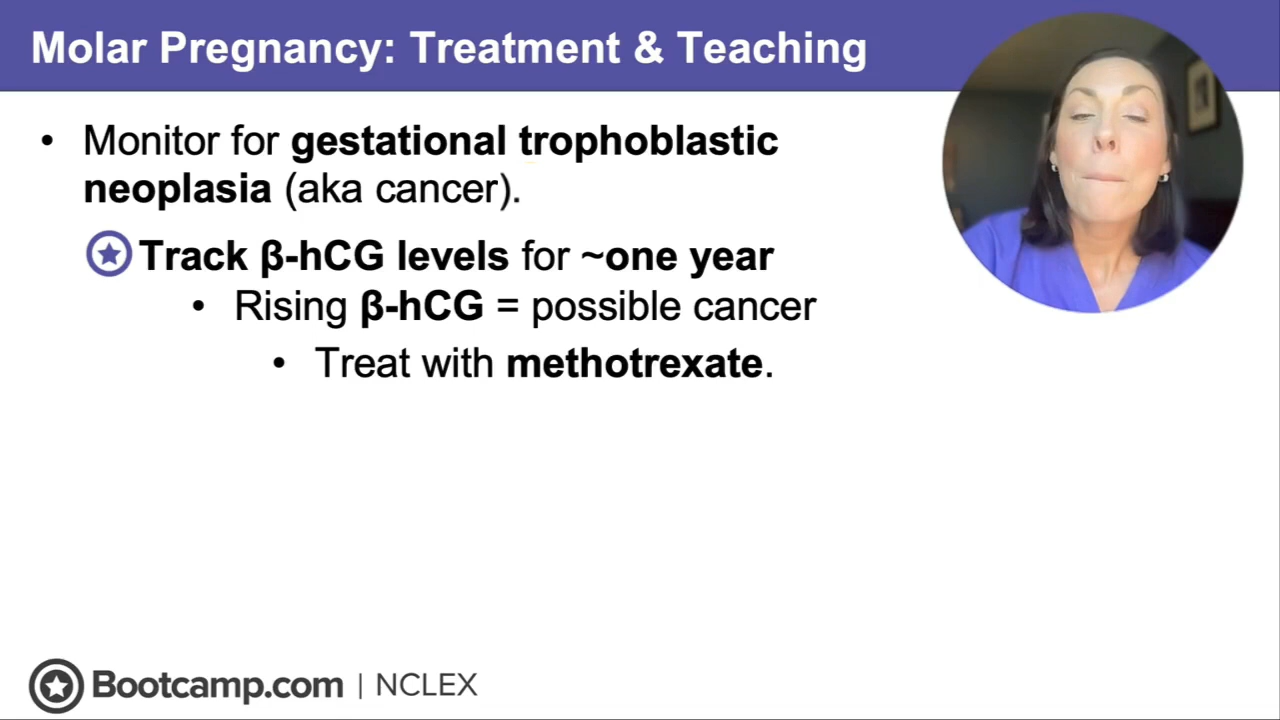 Molar Pregnancy: Treatment & Teaching
• Monitor for gestational trophoblastic
neoplasia (aka cancer).
Track β-hCG levels for ~one year
• Rising β-hCG = possible cancer
• Treat with methotrexate.
Bootcamp.com | NCLEX